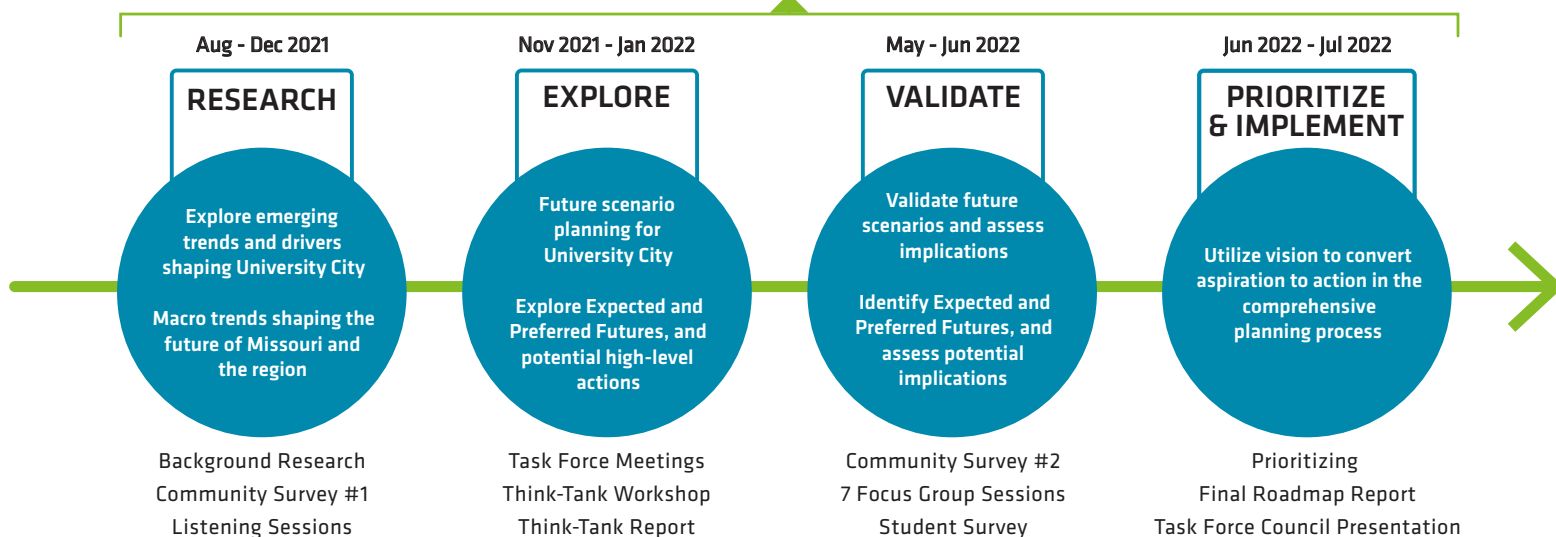 Aug - Dec 2021
RESEARCH
Explore emerging
trends and drivers
shaping University City
Macro trends shaping the
future of Missouri and
the region
Background Research
Community Survey #1
Listening Sessions
Nov 2021 - Jan 2022
EXPLORE
Future scenario
planning for
University City
Explore Expected and
Preferred Futures, and
potential high-level
actions
Task Force Meetings
Think-Tank Workshop
Think-Tank Report
May - Jun 2022
VALIDATE
Validate future
scenarios and assess
implications
Identify Expected and
Preferred Futures, and
assess potential
implications
Community Survey #2
7 Focus Group Sessions
Student Survey
Jun 2022 - Jul 2022
PRIORITIZE
& IMPLEMENT
Utilize vision to convert
aspiration to action in the
comprehensive
planning process
Prioritizing
Final Roadmap Report
Task Force Council Presentation